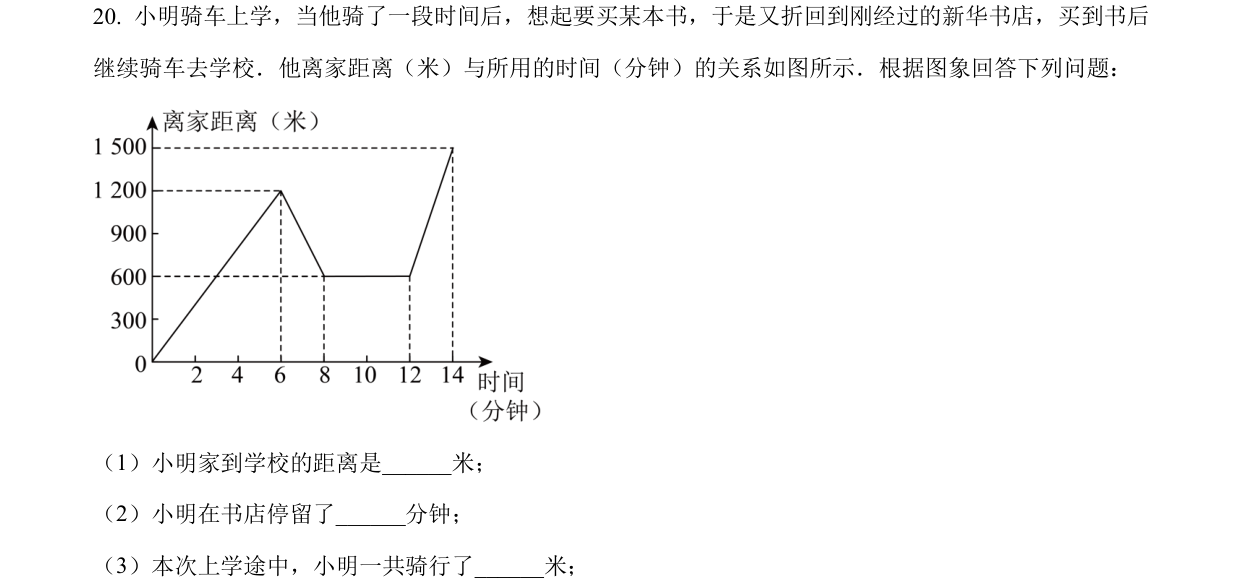 20. 小明骑车上学，当他骑了一段时间后，想起要买某本书，于是又折回到刚经过的新华书店，买到书后
继续骑车去学校．他离家距离（米）与所用的时间（分钟）的关系如图所示．根据图象回答下列问题：
离家距离（米）
1 500
1 200
900
600
300
0
2 4 6 8 10 12 14 时间
（分钟）
（1）小明家到学校的距离是______米；
（2）小明在书店停留了______分钟；
（3）本次上学途中，小明一共骑行了______米；